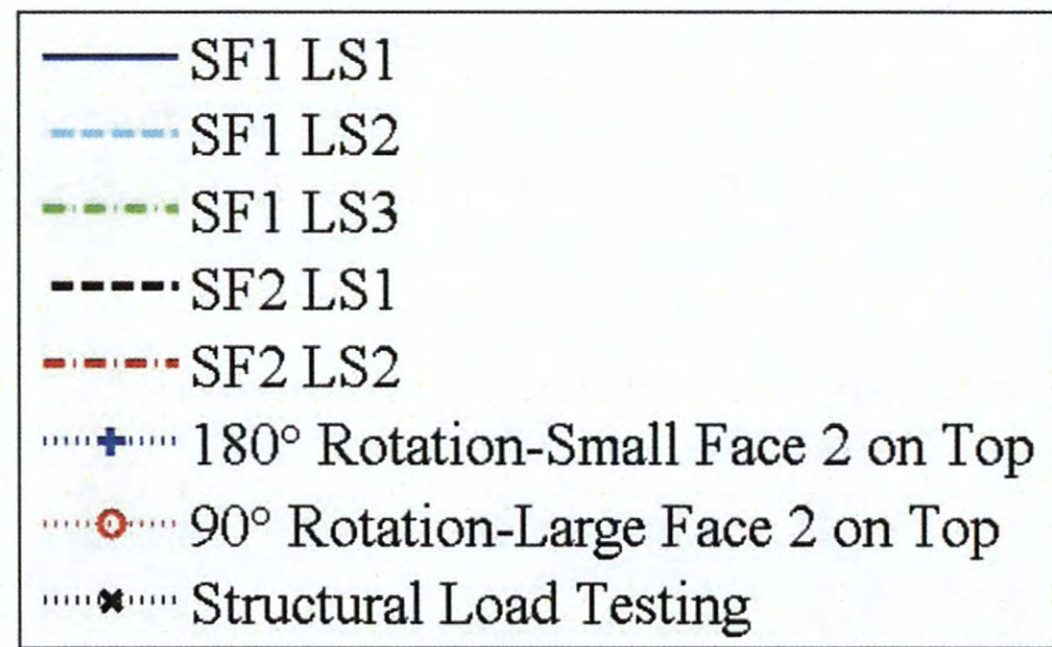 SF1 LS1
SF1 LS2
SF1 LS3
SF2 LS1
SF2 LS2
180° Rotation-Small Face 2 on Top
90° Rotation-Large Face 2 on Top
Structural Load Testing